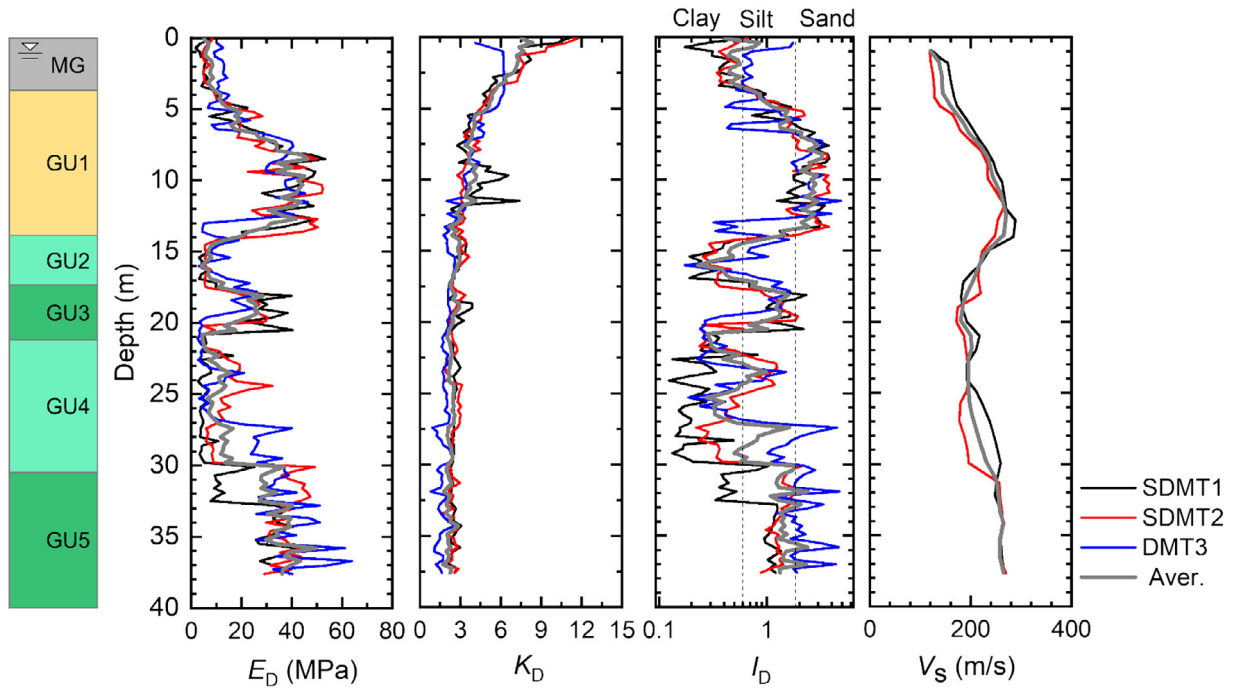 Clay Silt Sand
MG
GU1
GU2
GU3
GU4
GU5
Depth (m)
0
5
10
15
20
25
30
35
40
0 20 40 60 80
E_D (MPa)
0 3 6 9 12 15
K_D
0.1 1
I_D
0 200 400
V_S (m/s)
SDMT1
SDMT2
DMT3
Aver.